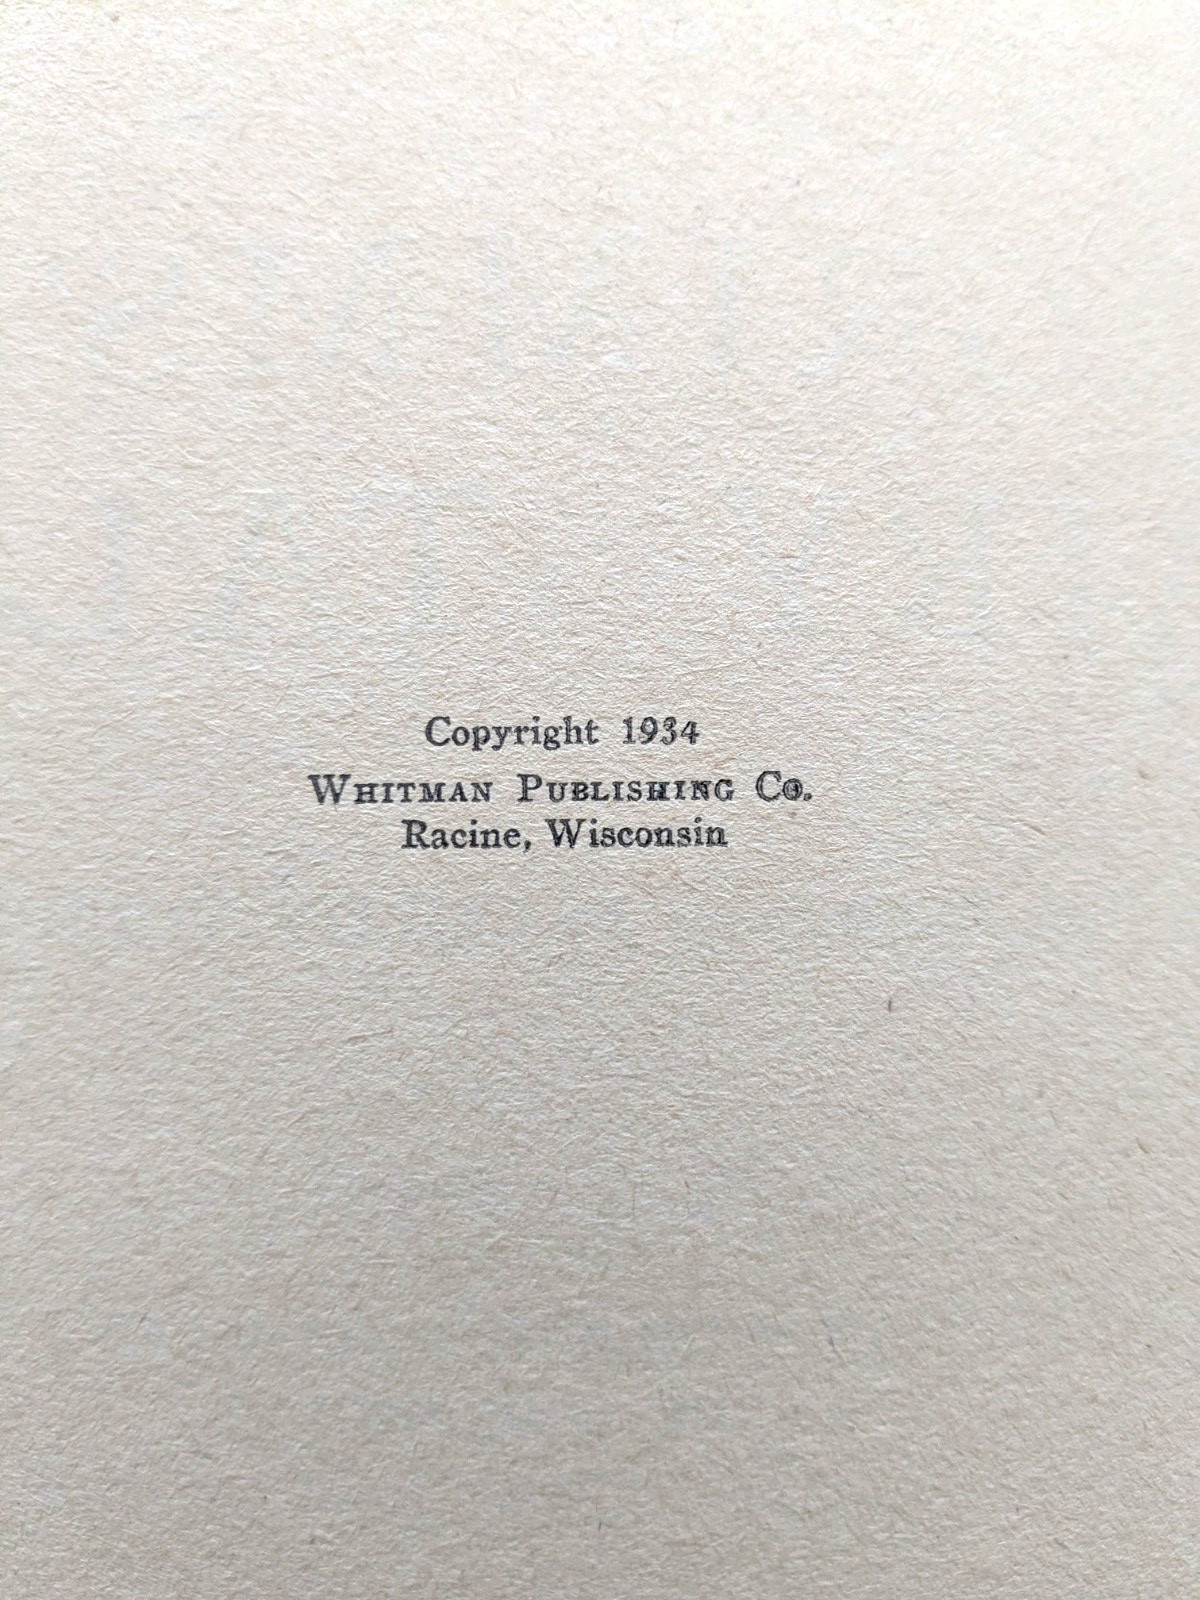 Copyright 1934
WHITMAN PUBLISHING CO.
Racine, Wisconsin